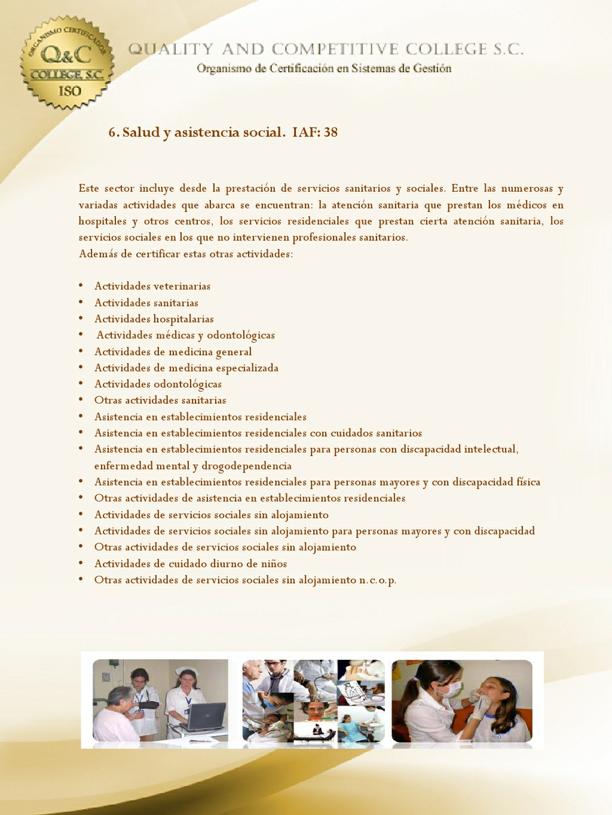 ORGANISMO CERTIFICADOR
Q&C
COLLEGE, S.C.
ISO
QUALITY AND COMPETITIVE COLLEGE S.C.
Organismo de Certificación en Sistemas de Gestión
6. Salud y asistencia social. IAF: 38
Este sector incluye desde la prestación de servicios sanitarios y sociales. Entre las numerosas y
variadas actividades que abarca se encuentran: la atención sanitaria que prestan los médicos en
hospitales y otros centros, los servicios residenciales que prestan cierta atención sanitaria, los
servicios sociales en los que no intervienen profesionales sanitarios.
Además de certificar estas otras actividades:
• Actividades veterinarias
• Actividades sanitarias
• Actividades hospitalarias
• Actividades médicas y odontológicas
• Actividades de medicina general
• Actividades de medicina especializada
• Actividades odontológicas
• Otras actividades sanitarias
• Asistencia en establecimientos residenciales
• Asistencia en establecimientos residenciales con cuidados sanitarios
• Asistencia en establecimientos residenciales para personas con discapacidad intelectual,
enfermedad mental y drogodependencia
• Asistencia en establecimientos residenciales para personas mayores y con discapacidad física
• Otras actividades de asistencia en establecimientos residenciales
• Actividades de servicios sociales sin alojamiento
• Actividades de servicios sociales sin alojamiento para personas mayores y con discapacidad
• Otras actividades de servicios sociales sin alojamiento
• Actividades de cuidado diurno de niños
• Otras actividades de servicios sociales sin alojamiento n.c.o.p.